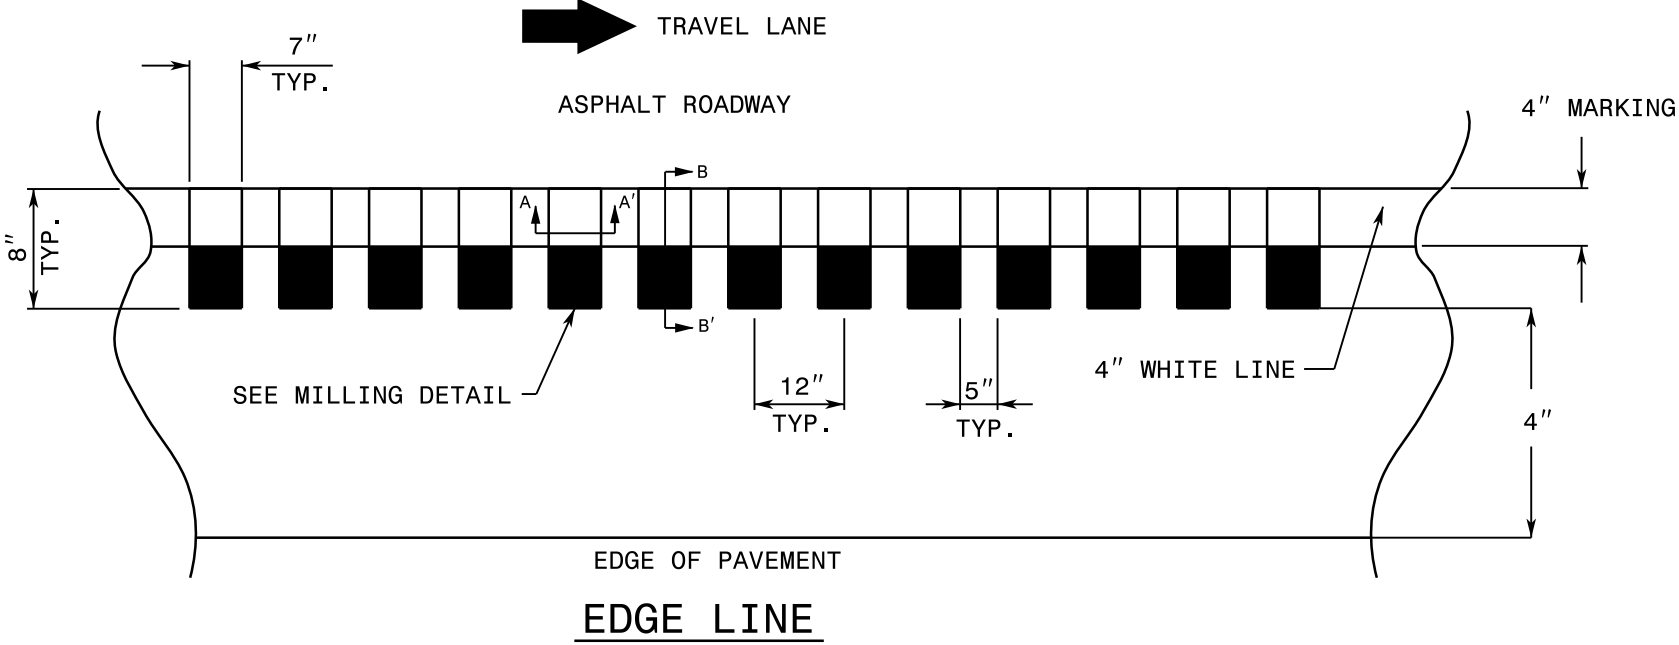 TRAVEL LANE
7"
TYP.
ASPHALT ROADWAY
4" MARKING
B
A
A'
8"
TYP.
B'
4" WHITE LINE
SEE MILLING DETAIL
12"
TYP.
5"
TYP.
4"
EDGE OF PAVEMENT
EDGE LINE